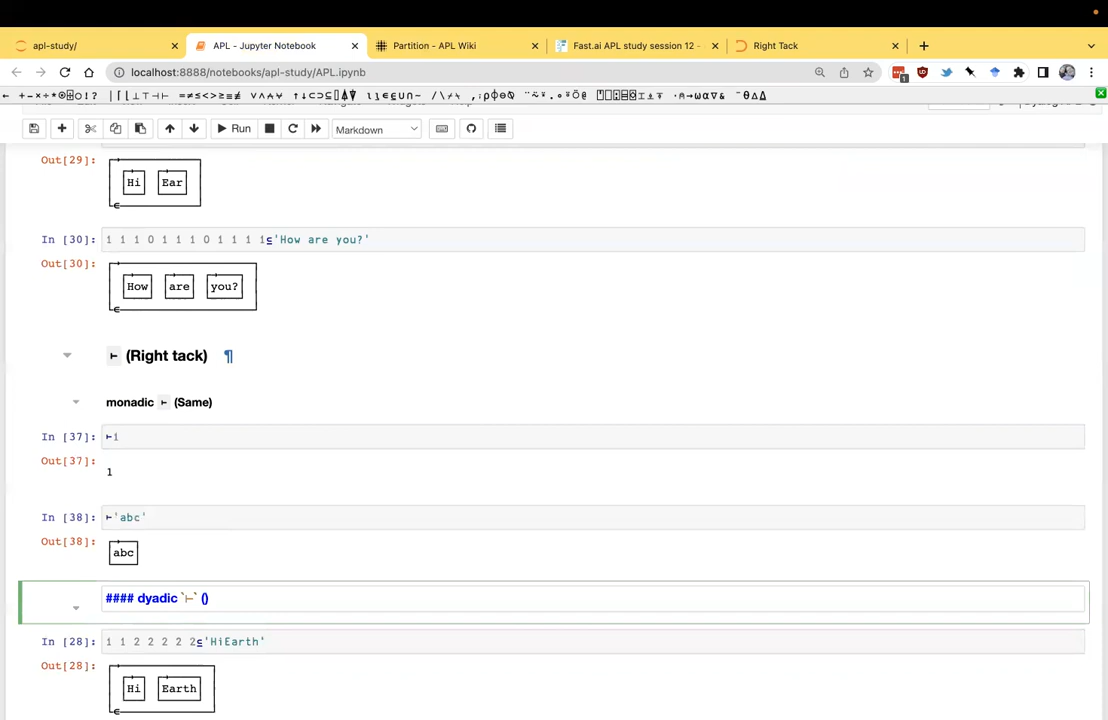 apl-study/
APL - Jupyter Notebook
Partition - APL Wiki
Fast.ai APL study session 12 -
Right Tack
localhost:8888/notebooks/apl-study/APL.ipynb
Run
Markdown
Out[29]:
Hi Ear
In [30]: 1 1 1 0 1 1 1 0 1 1 1 1⊆'How are you?'
Out[30]:
How are you?
⊢ (Right tack) ¶
monadic ⊢ (Same)
In [37]: ⊢1
Out[37]:
1
In [38]: ⊢'abc'
Out[38]:
abc
#### dyadic `⊢` ()
In [28]: 1 1 2 2 2 2 2⊆'HiEarth'
Out[28]:
Hi Earth